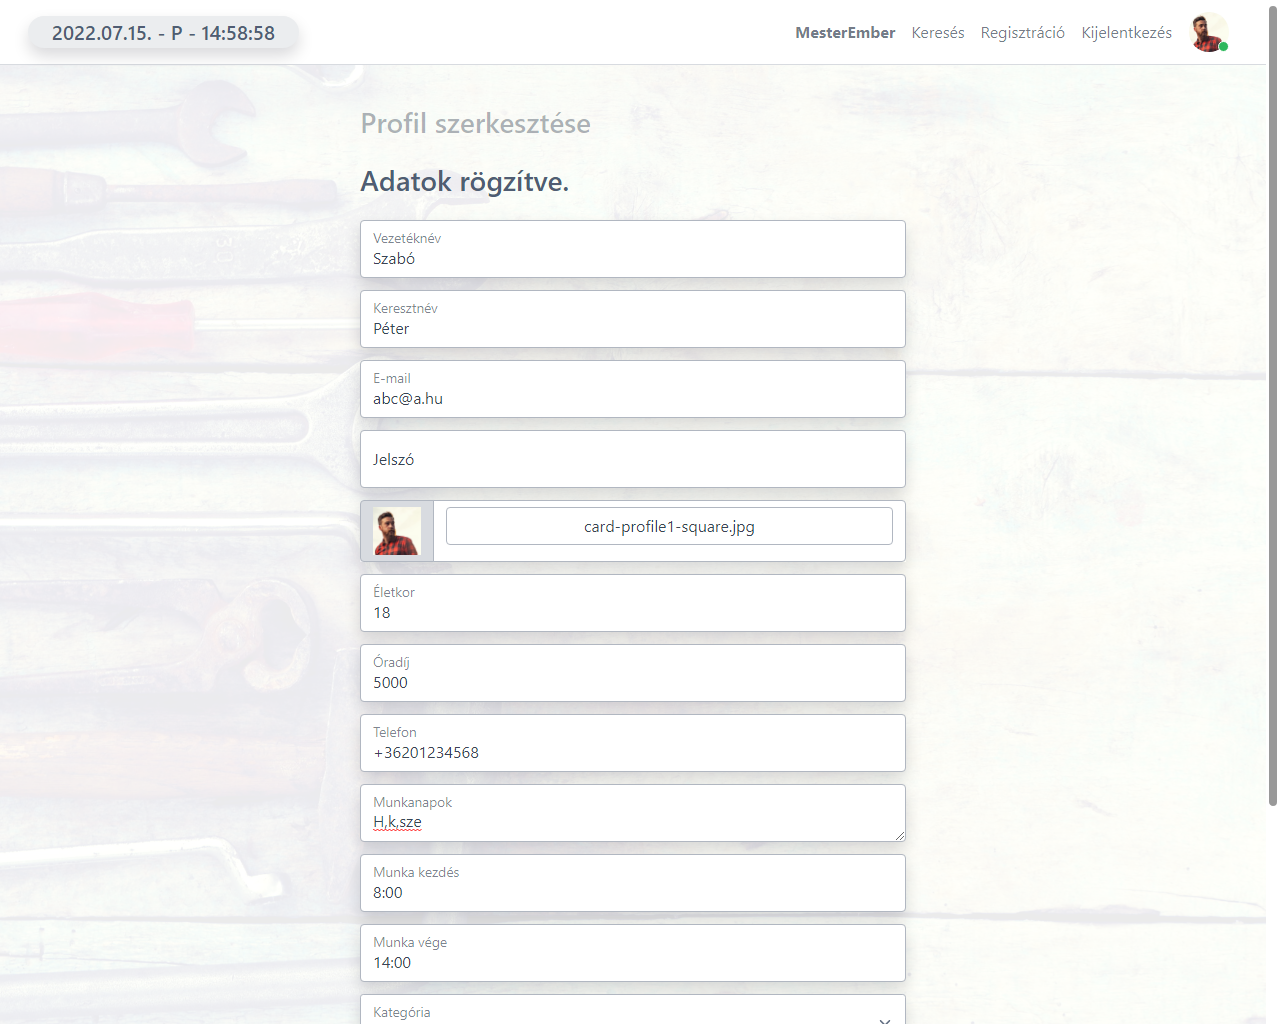 2022.07.15. - P - 14:58:58
MesterEmber Keresés Regisztráció Kijelentkezés
Profil szerkesztése
Adatok rögzítve.
Vezetéknév
Szabó
Keresztnév
Péter
E-mail
abc@a.hu
Jelszó
card-profile1-square.jpg
Életkor
18
Óradíj
5000
Telefon
+36201234568
Munkanapok
H,k,sze
Munka kezdés
8:00
Munka vége
14:00
Kategória